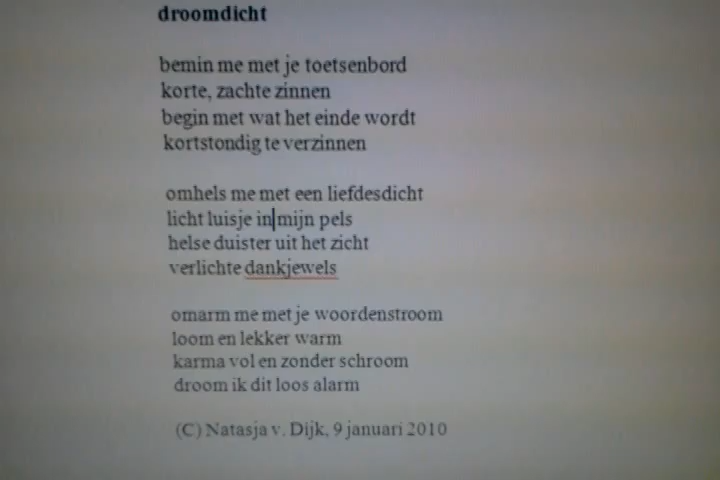 droomdicht
bemin me met je toetsenbord
korte, zachte zinnen
begin met wat het einde wordt
kortstondig te verzinnen
omhels me met een liefdesdicht
licht luisje in mijn pels
helse duister uit het zicht
verlichte dankjewels
omarm me met je woordenstroom
loom en lekker warm
karma vol en zonder schroom
droom ik dit loos alarm
(C) Natasja v. Dijk, 9 januari 2010